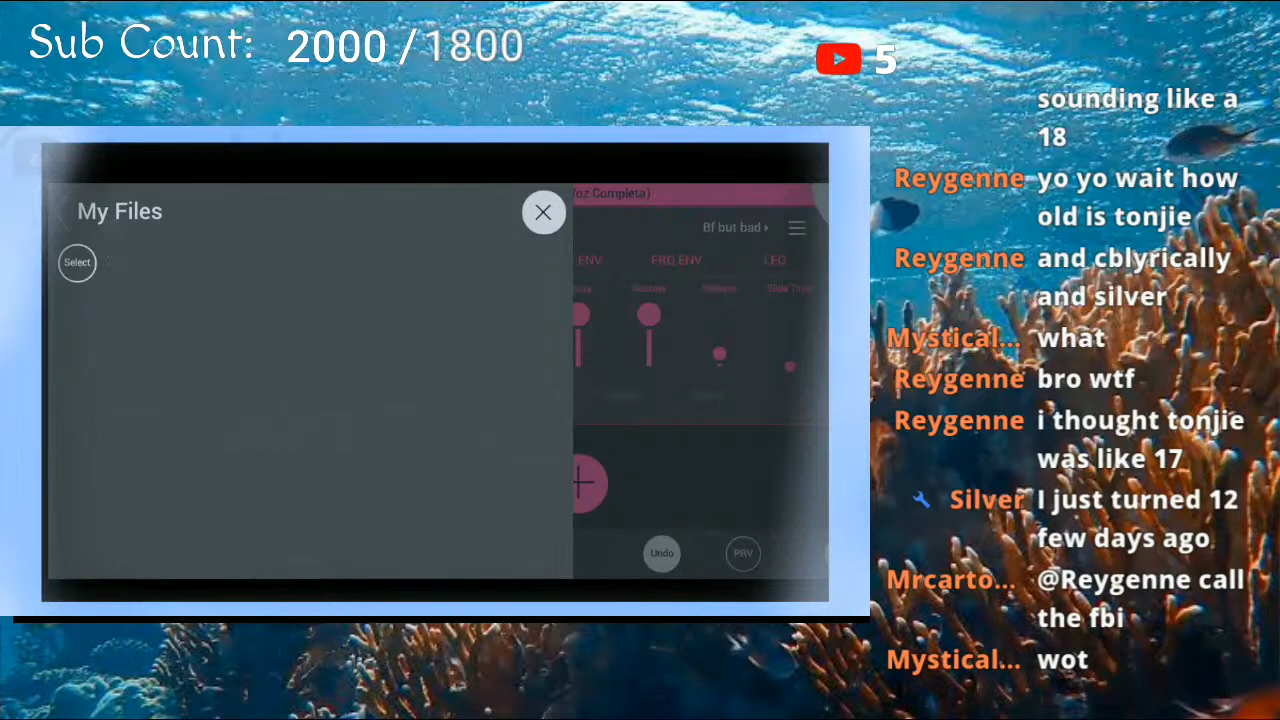 Sub Count: 2000 / 1800
5
sounding like a
18
Reygenne yo yo wait how
old is tonjie
Reygenne and cblyrically
and silver
Mystical... what
Reygenne bro wtf
Reygenne i thought tonjie
was like 17
Silver I just turned 12
few days ago
Mrcarto... @Reygenne call
the fbi
Mystical... wot
My Files
Select
oz Completa)
Bf but bad
ENV FRQ ENV LFO
Slide Time
Undo PRV